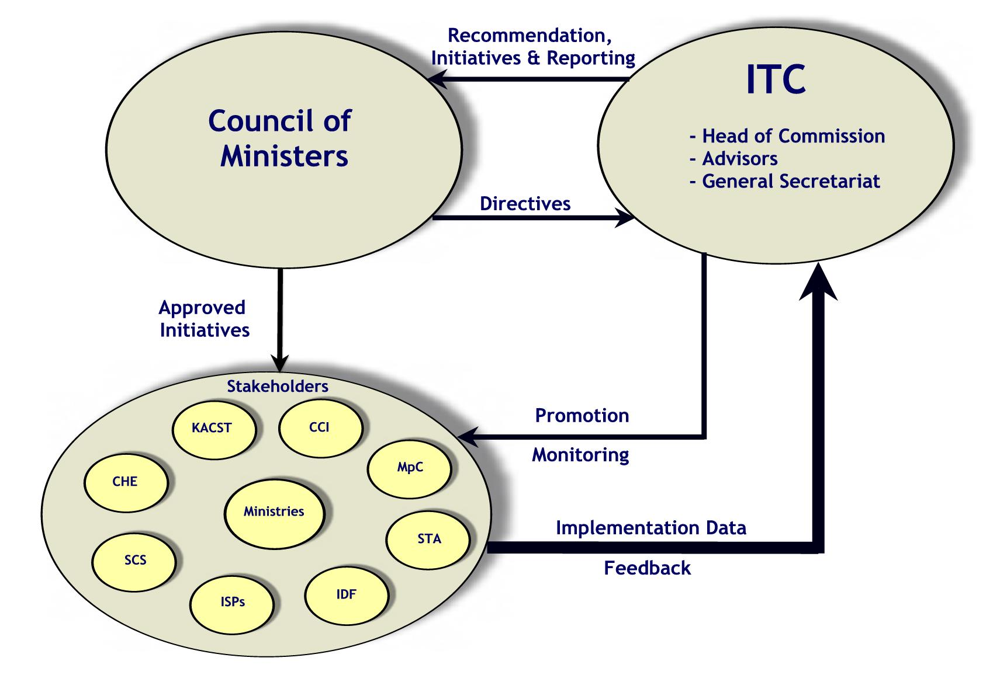 Recommendation,
Initiatives & Reporting
ITC
- Head of Commission
- Advisors
- General Secretariat
Council of
Ministers
Directives
Approved
Initiatives
Stakeholders
KACST
CCI
MpC
CHE
Ministries
STA
SCS
ISPs
IDF
Promotion
Monitoring
Implementation Data
Feedback